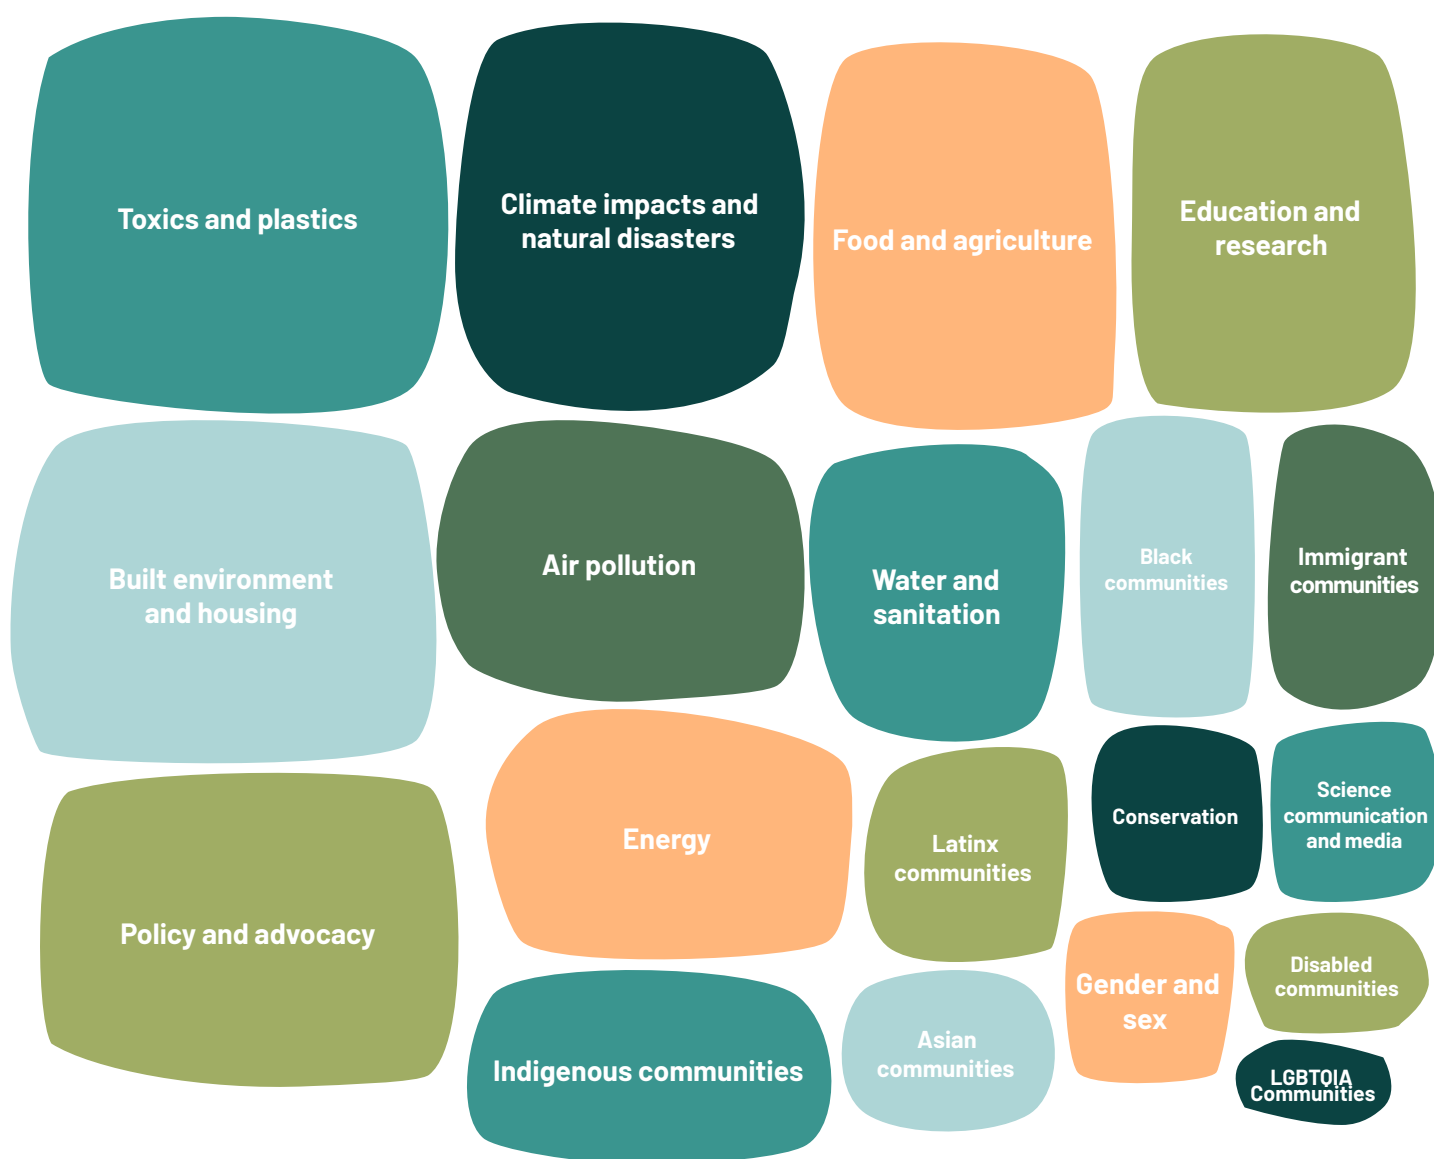 Toxics and plastics
Climate impacts and
natural disasters
Food and agriculture
Education and
research
Built environment
and housing
Air pollution
Water and
sanitation
Black
communities
Immigrant
communities
Policy and advocacy
Energy
Latinx
communities
Conservation
Science
communication
and media
Indigenous communities
Asian
communities
Gender and
sex
Disabled
communities
LGBTQIA
Communities